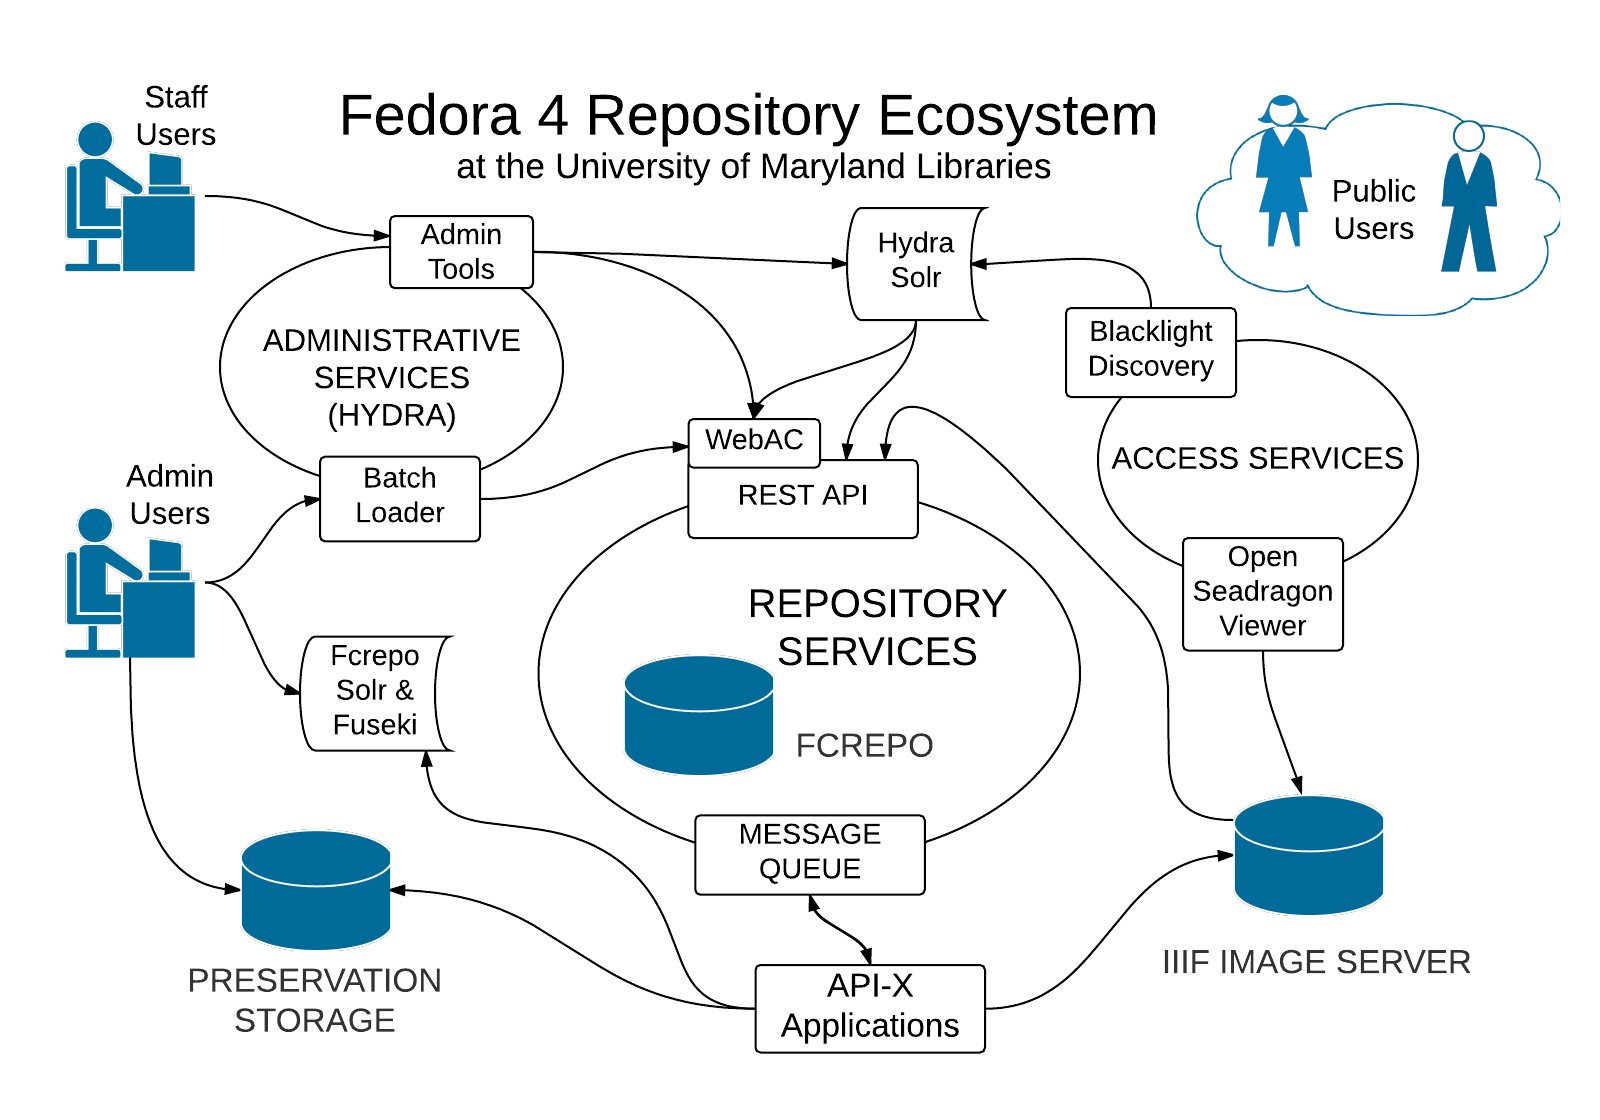 Fedora 4 Repository Ecosystem
at the University of Maryland Libraries
Staff
Users
Public
Users
Admin
Tools
Hydra
Solr
Blacklight
Discovery
ADMINISTRATIVE
SERVICES
(HYDRA)
WebAC
REST API
ACCESS SERVICES
Admin
Users
Batch
Loader
Open
Seadragon
Viewer
REPOSITORY
SERVICES
Fcrepo
Solr &
Fuseki
FCREPO
MESSAGE
QUEUE
PRESERVATION
STORAGE
API-X
Applications
IIIF IMAGE SERVER